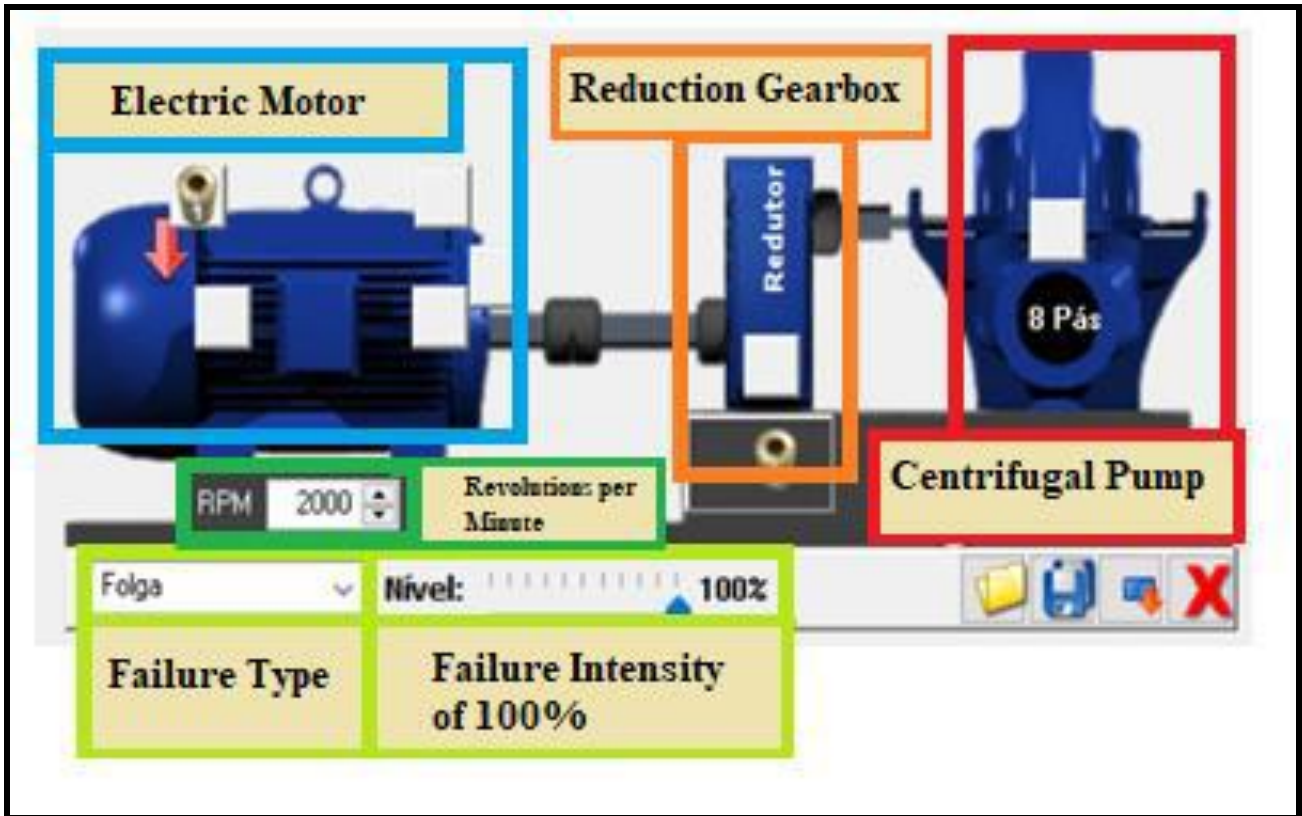 Electric Motor
Reduction Gearbox
Redutor
8 Pás
Centrifugal Pump
RPM 2000
Revolutions per
Minute
Folga
Nível: 100%
Failure Type
Failure Intensity
of 100%